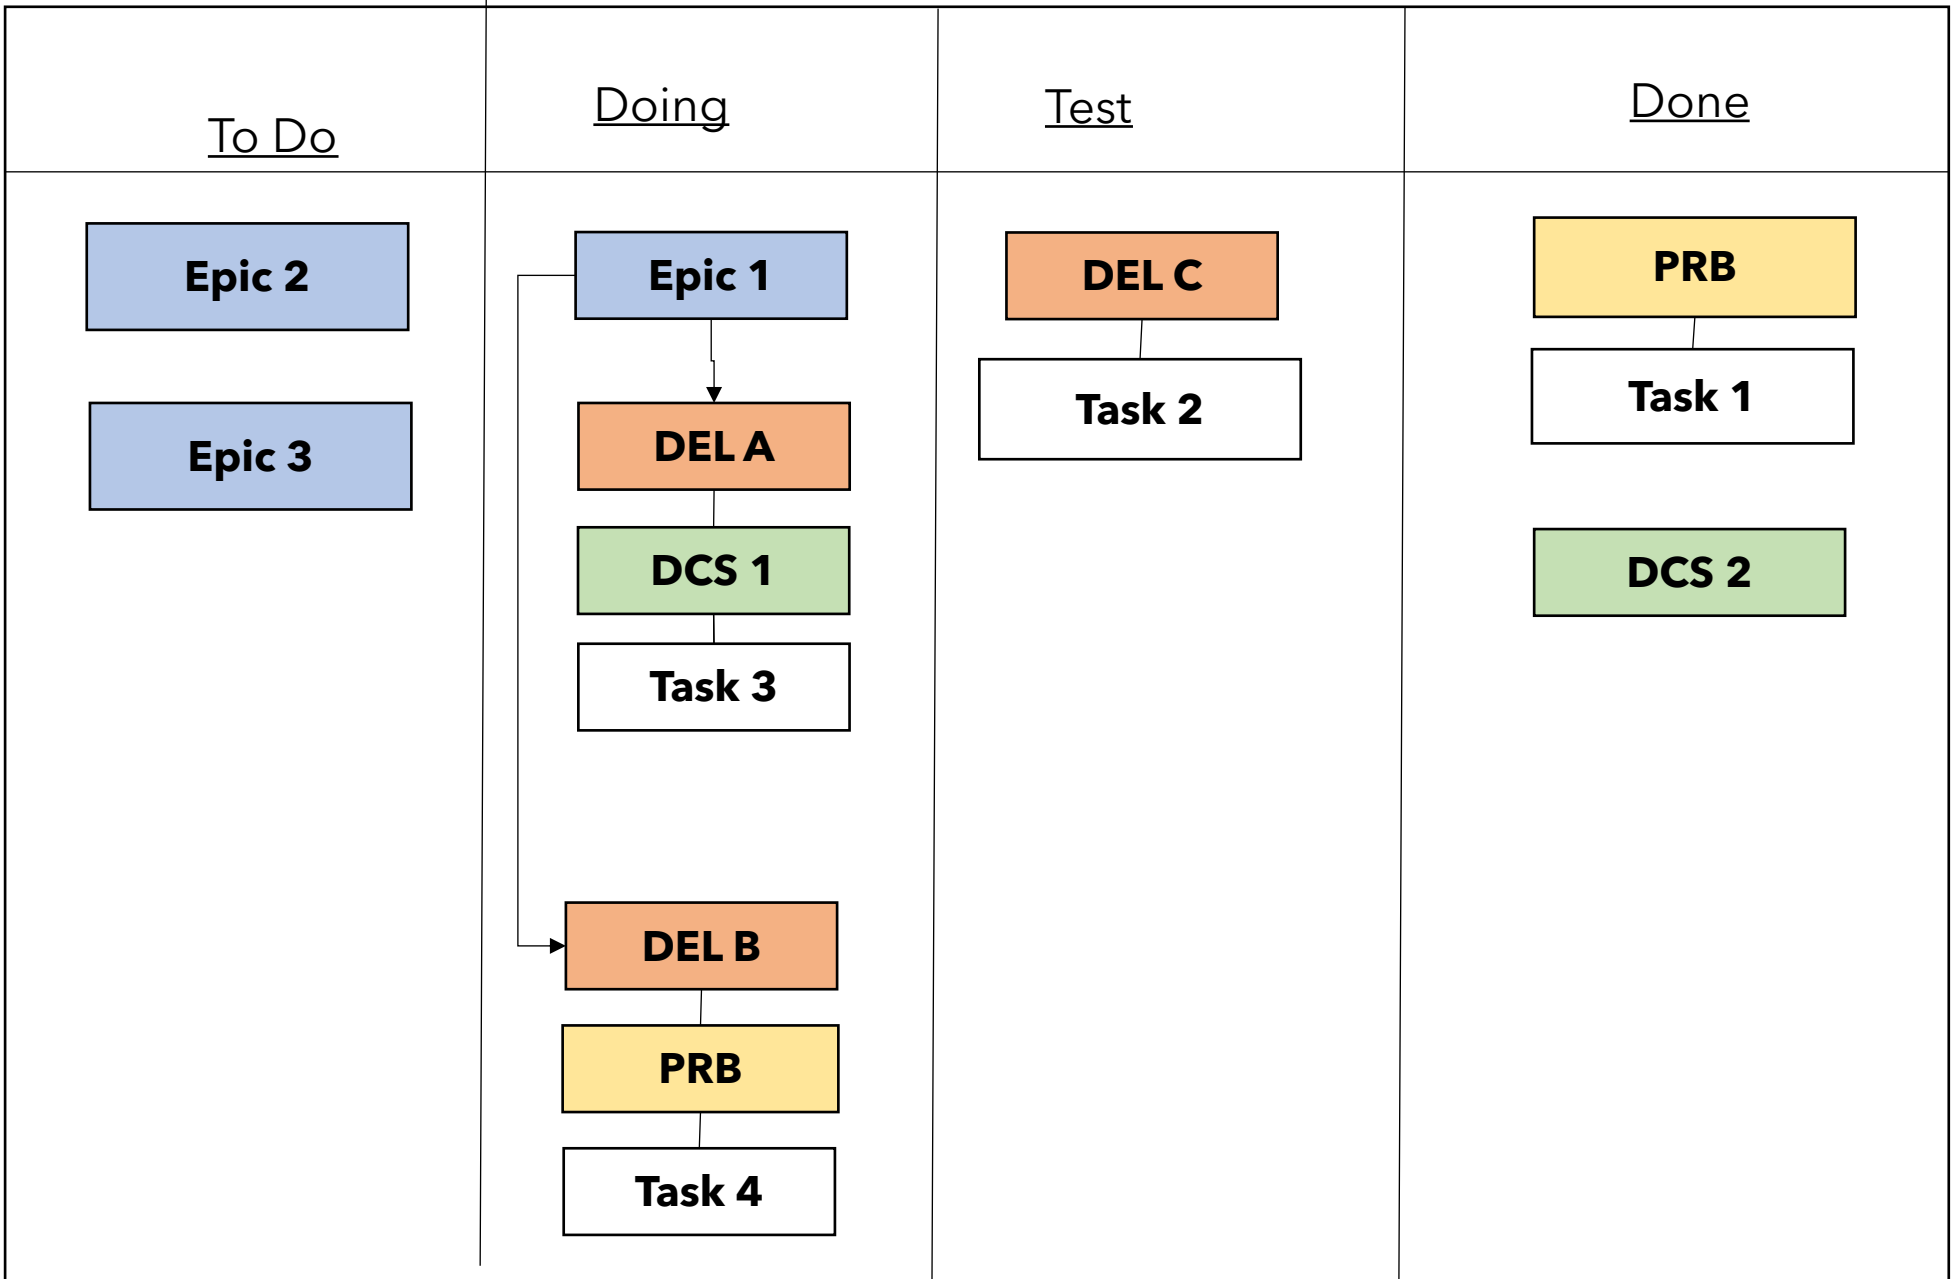 To Do
Doing
Test
Done
Epic 2
Epic 3
Epic 1
DEL A
DCS 1
Task 3
DEL B
PRB
Task 4
DEL C
Task 2
PRB
Task 1
DCS 2